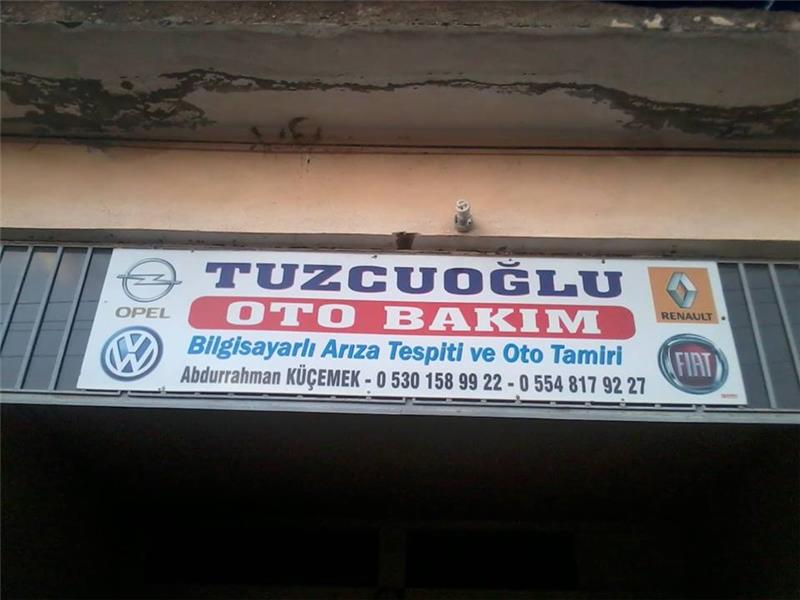 TUZCUOĞLU
OPEL
OTO BAKIM
RENAULT
Bilgisayarlı Arıza Tespiti ve Oto Tamiri
FIAT
Abdurrahman KÜÇEMEK - 0 530 158 99 22 - 0 554 817 92 27